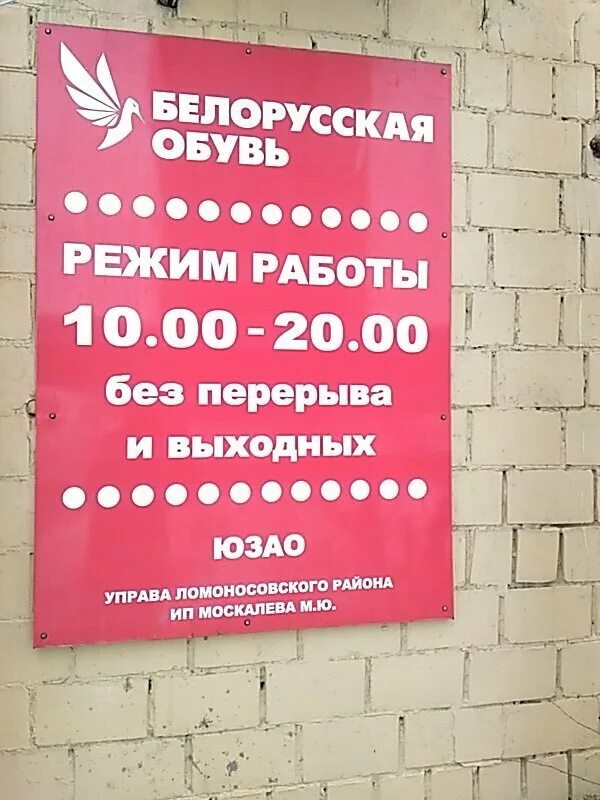 БЕЛОРУССКАЯ
ОБУВЬ
РЕЖИМ РАБОТЫ
10.00 - 20.00
без перерыва
и выходных
ЮЗАО
УПРАВА ЛОМОНОСОВСКОГО РАЙОНА
ИП МОСКАЛЕВА М.Ю.